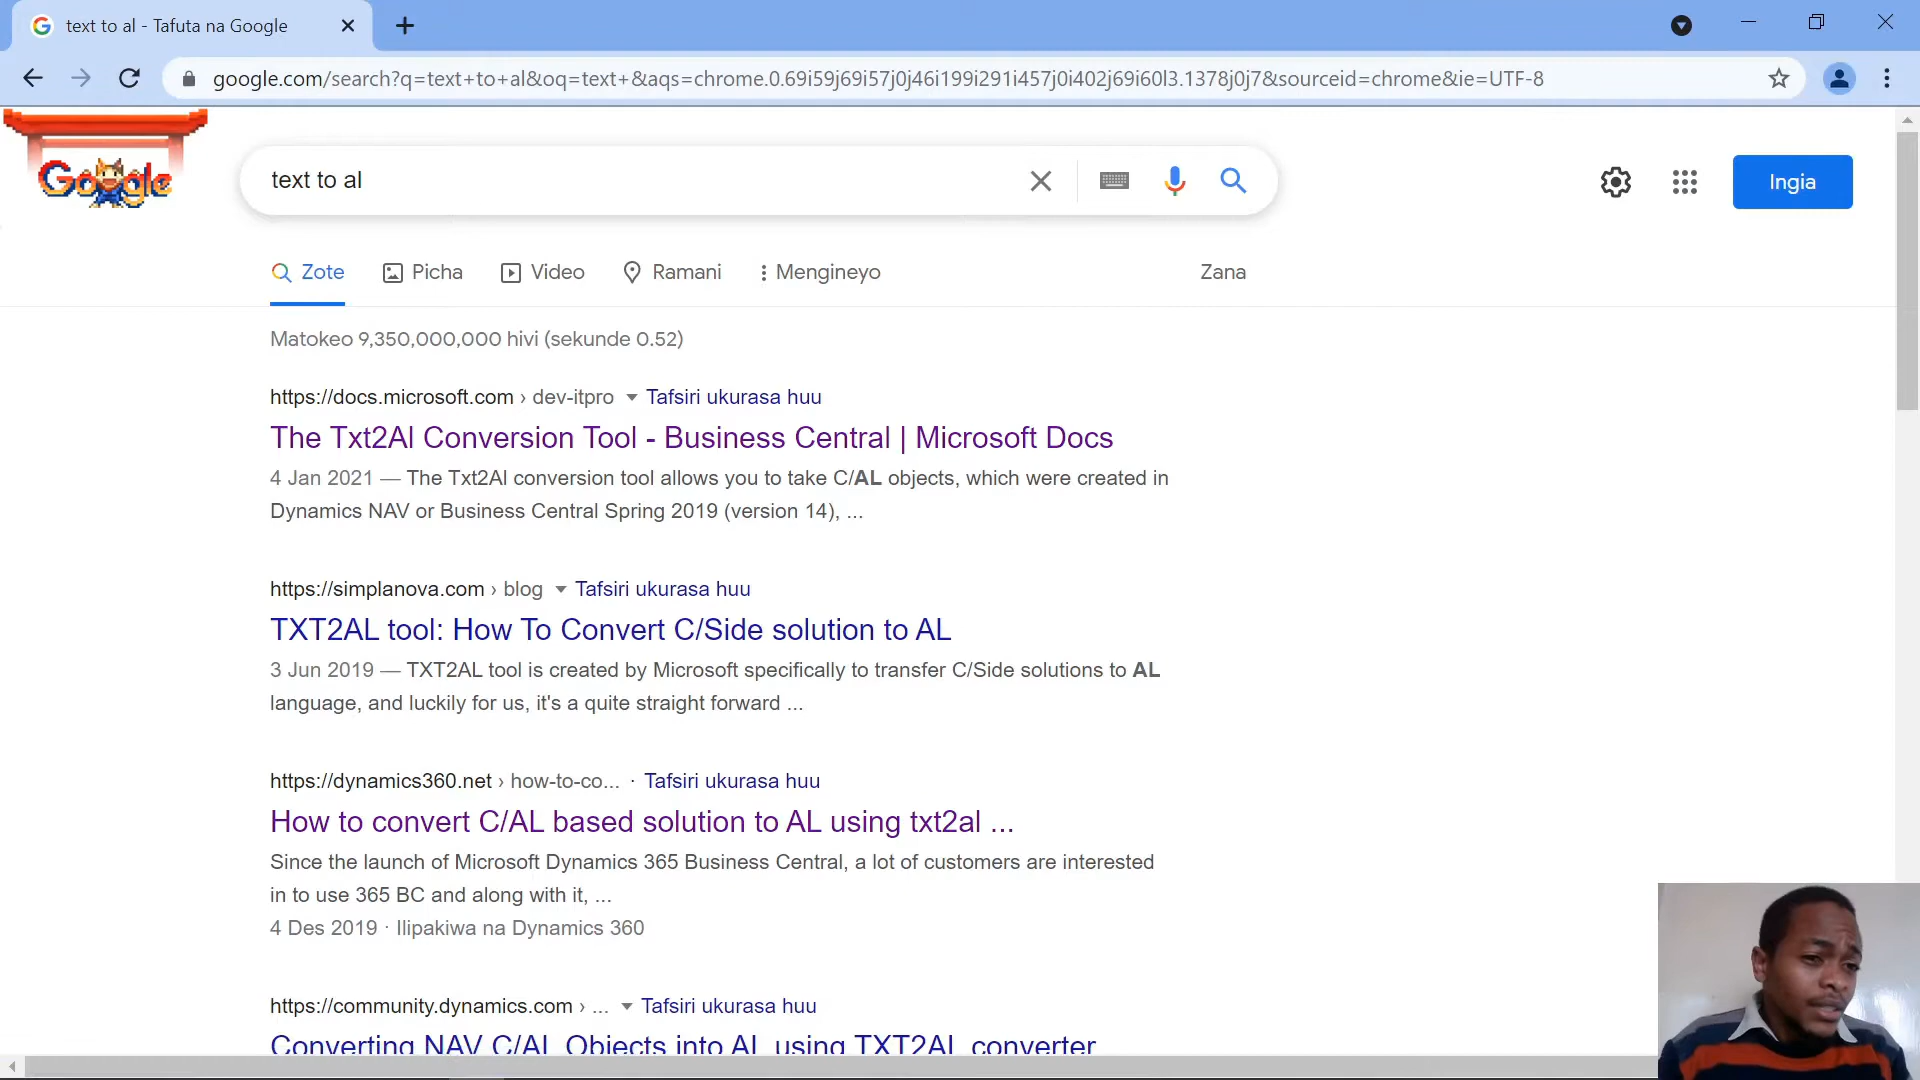 text to al - Tafuta na Google
google.com/search?q=text+to+al&oq=text+&aqs=chrome.0.69i59j69i57j0j46i199i291i457j0i402j69i60l3.1378j0j7&sourceid=chrome&ie=UTF-8
Google
text to al
Ingia
Zote
Picha
Video
Ramani
Mengineyo
Zana
Matokeo 9,350,000,000 hivi (sekunde 0.52)
https://docs.microsoft.com › dev-itpro Tafsiri ukurasa huu
The Txt2Al Conversion Tool - Business Central | Microsoft Docs
4 Jan 2021 — The Txt2Al conversion tool allows you to take C/AL objects, which were created in
Dynamics NAV or Business Central Spring 2019 (version 14), ...
https://simplanova.com › blog Tafsiri ukurasa huu
TXT2AL tool: How To Convert C/Side solution to AL
3 Jun 2019 — TXT2AL tool is created by Microsoft specifically to transfer C/Side solutions to AL
language, and luckily for us, it's a quite straight forward ...
https://dynamics360.net › how-to-co... · Tafsiri ukurasa huu
How to convert C/AL based solution to AL using txt2al ...
Since the launch of Microsoft Dynamics 365 Business Central, a lot of customers are interested
in to use 365 BC and along with it, ...
4 Des 2019 · Ilipakiwa na Dynamics 360
https://community.dynamics.com › ... Tafsiri ukurasa huu
Converting NAV C/AL Objects into AL using TXT2AL converter